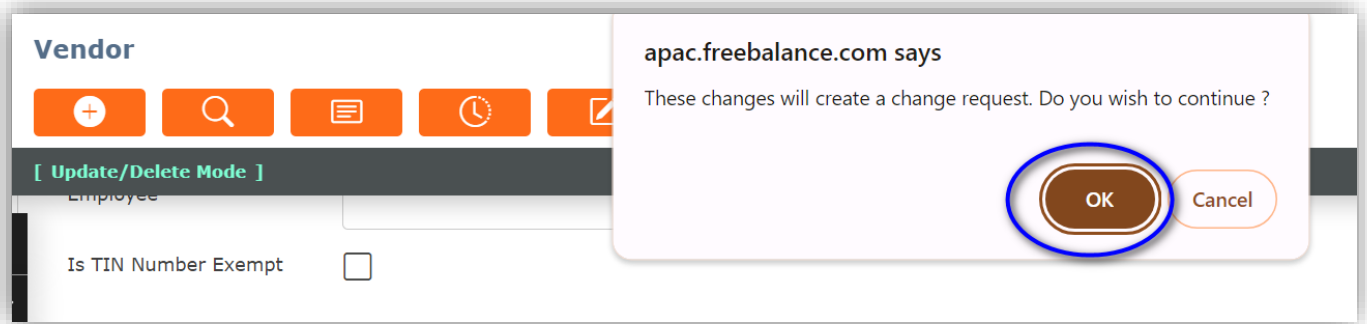 Vendor
apac.freebalance.com says
These changes will create a change request. Do you wish to continue ?
[ Update/Delete Mode ]
Employee
OK
Cancel
Is TIN Number Exempt